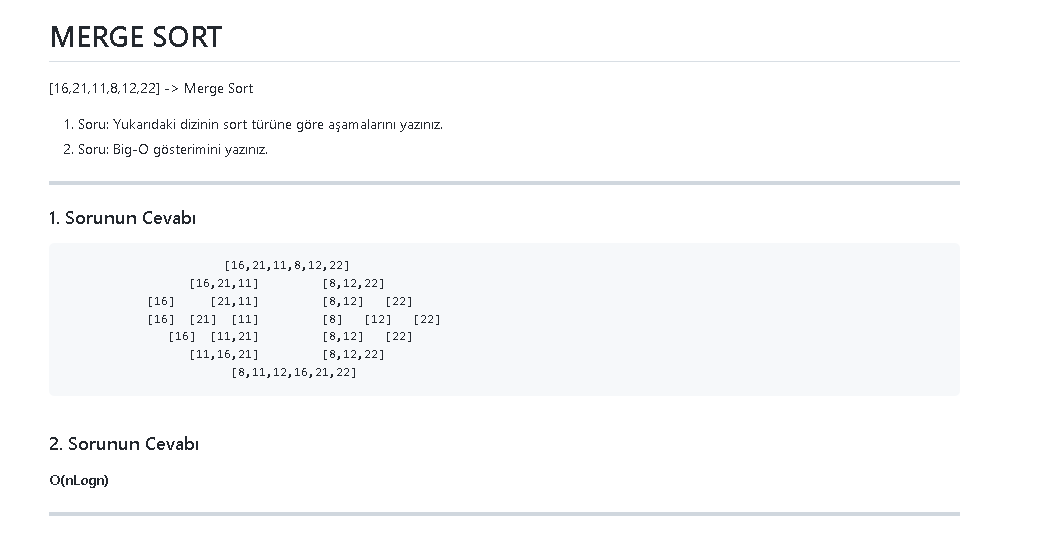 MERGE SORT
[16,21,11,8,12,22] -> Merge Sort
1. Soru: Yukarıdaki dizinin sort türüne göre aşamalarını yazınız.
2. Soru: Big-O gösterimini yazınız.
1. Sorunun Cevabı
[16,21,11,8,12,22]
[16,21,11] [8,12,22]
[16] [21,11] [8,12] [22]
[16] [21] [11] [8] [12] [22]
[16] [11,21] [8,12] [22]
[11,16,21] [8,12,22]
[8,11,12,16,21,22]
2. Sorunun Cevabı
O(nLogn)